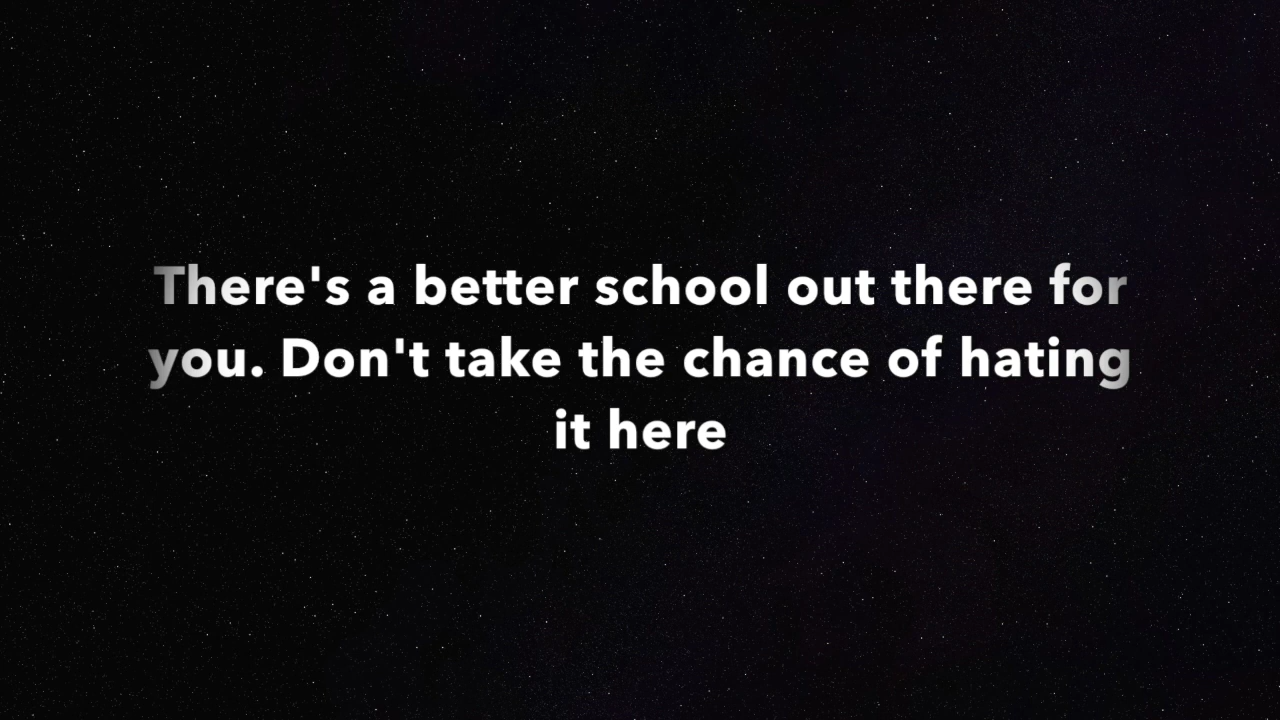 There's a better school out there for
you. Don't take the chance of hating
it here